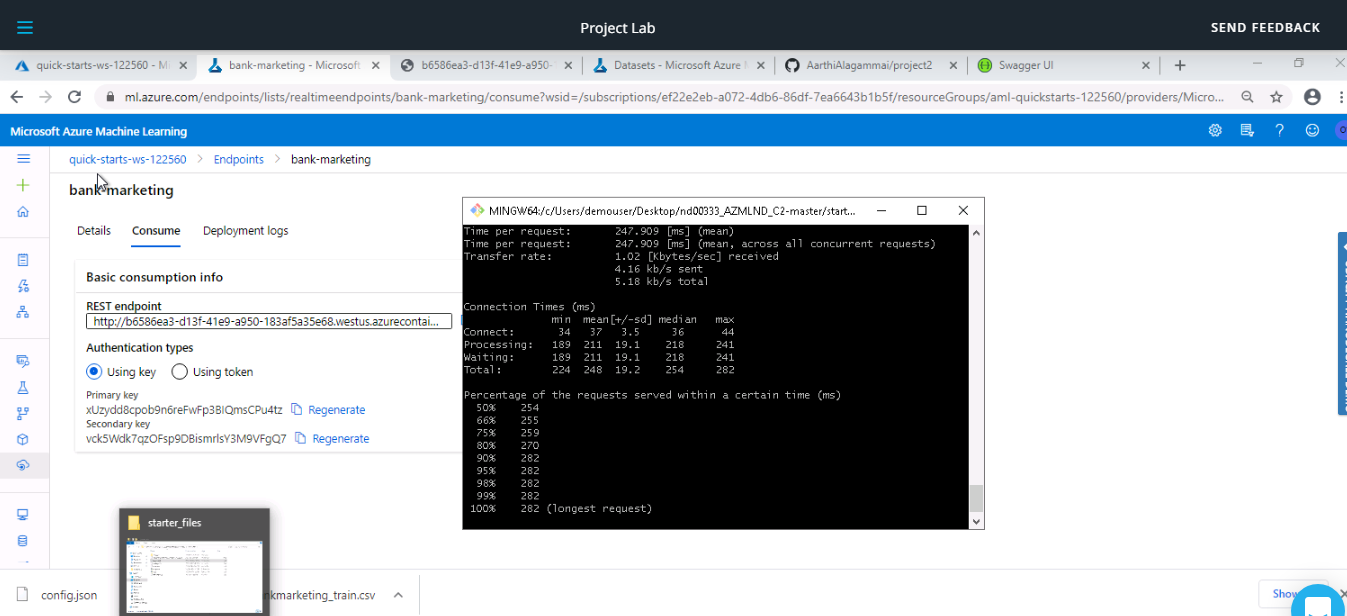 Project Lab
SEND FEEDBACK
quick-starts-ws-122560 - Mi
bank-marketing - Microsoft
b6586ea3-d13f-41e9-a950-
Datasets - Microsoft Azure
AarthiAlagammai/project2
Swagger UI
ml.azure.com/endpoints/lists/realtimeendpoints/bank-marketing/consume?wsid=/subscriptions/ef22e2eb-a072-4db6-86df-7ea6643b1b5f/resourceGroups/aml-quickstarts-122560/providers/Micro...
Microsoft Azure Machine Learning
quick-starts-ws-122560 > Endpoints > bank-marketing
bank-marketing
Details Consume Deployment logs
Basic consumption info
REST endpoint
http://b6586ea3-d13f-41e9-a950-183af5a35e68.westus.azurecontai...
Authentication types
Using key Using token
Primary key
xUzydd8cpob9n6reFwFp3BIQmsCPu4tz Regenerate
Secondary key
vck5Wdk7qzOFsp9DBismrlsY3M9VFgQ7 Regenerate
MINGW64:/c/Users/demouser/Desktop/nd00333_AZMLND_C2-master/start...
Time per request: 247.909 [ms] (mean)
Time per request: 247.909 [ms] (mean, across all concurrent requests)
Transfer rate: 1.02 [Kbytes/sec] received
4.16 kb/s sent
5.18 kb/s total
Connection Times (ms)
min mean[+/-sd] median max
Connect: 34 37 3.5 36 44
Processing: 189 211 19.1 218 241
Waiting: 189 211 19.1 218 241
Total: 224 248 19.2 254 282
Percentage of the requests served within a certain time (ms)
50% 254
66% 255
75% 259
80% 270
90% 282
95% 282
98% 282
99% 282
100% 282 (longest request)
starter_files
config.json
nkmarketing_train.csv
Show